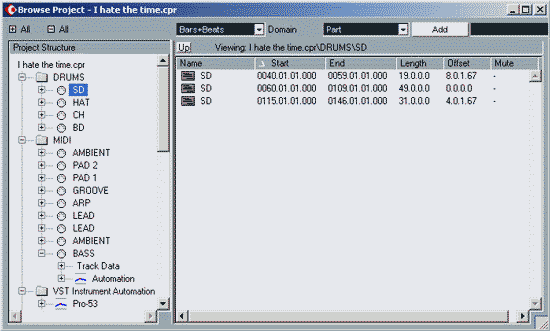 Browse Project - I hate the time.cpr
All All Bars+Beats Domain Part Add
Project Structure Up Viewing: I hate the time.cpr\DRUMS\SD
Name Start End Length Offset Mute
SD 0040.01.01.000 0059.01.01.000 19.0.0.0 8.0.1.67 -
SD 0060.01.01.000 0109.01.01.000 49.0.0.0 0.0.0.0 -
SD 0115.01.01.000 0146.01.01.000 31.0.0.0 4.0.1.67 -
I hate the time.cpr
DRUMS
SD
HAT
CH
BD
MIDI
AMBIENT
PAD 2
PAD 1
GROOVE
ARP
LEAD
LEAD
AMBIENT
BASS
Track Data
Automation
VST Instrument Automation
Pro-53